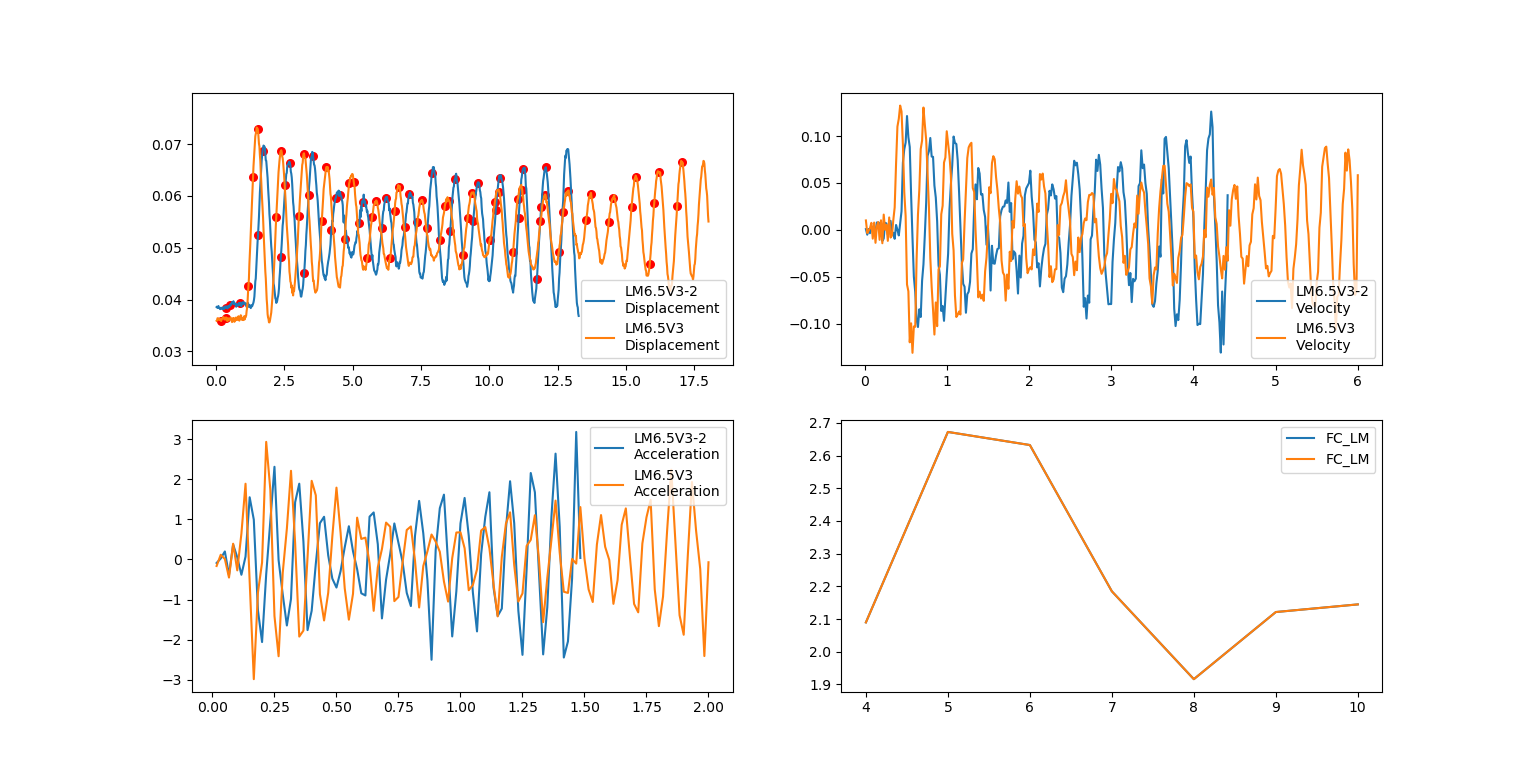 0.07
0.06
0.05
0.04
0.03
0.0 2.5 5.0 7.5 10.0 12.5 15.0 17.5
LM6.5V3-2
Displacement
LM6.5V3
Displacement
0.10
0.05
0.00
−0.05
−0.10
0 1 2 3 4 5 6
LM6.5V3-2
Velocity
LM6.5V3
Velocity
3
2
1
0
−1
−2
−3
0.00 0.25 0.50 0.75 1.00 1.25 1.50 1.75 2.00
LM6.5V3-2
Acceleration
LM6.5V3
Acceleration
2.7
2.6
2.5
2.4
2.3
2.2
2.1
2.0
1.9
4 5 6 7 8 9 10
FC_LM
FC_LM